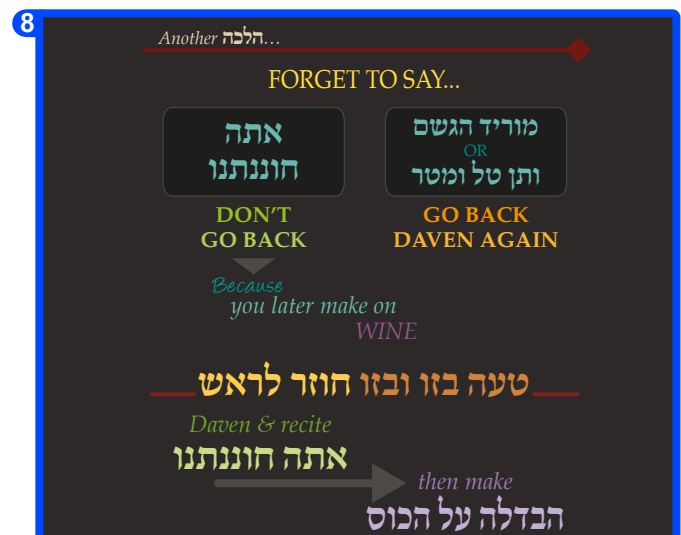 8
Another הלכה...
FORGET TO SAY...
אתה
חוננתנו
DON'T
GO BACK
מוריד הגשם
OR
ותן טל ומטר
GO BACK
DAVEN AGAIN
Because
you later make on
WINE
טעה בזו ובזו חוזר לראש
Daven & recite
אתה חוננתנו
then make
הבדלה על הכוס